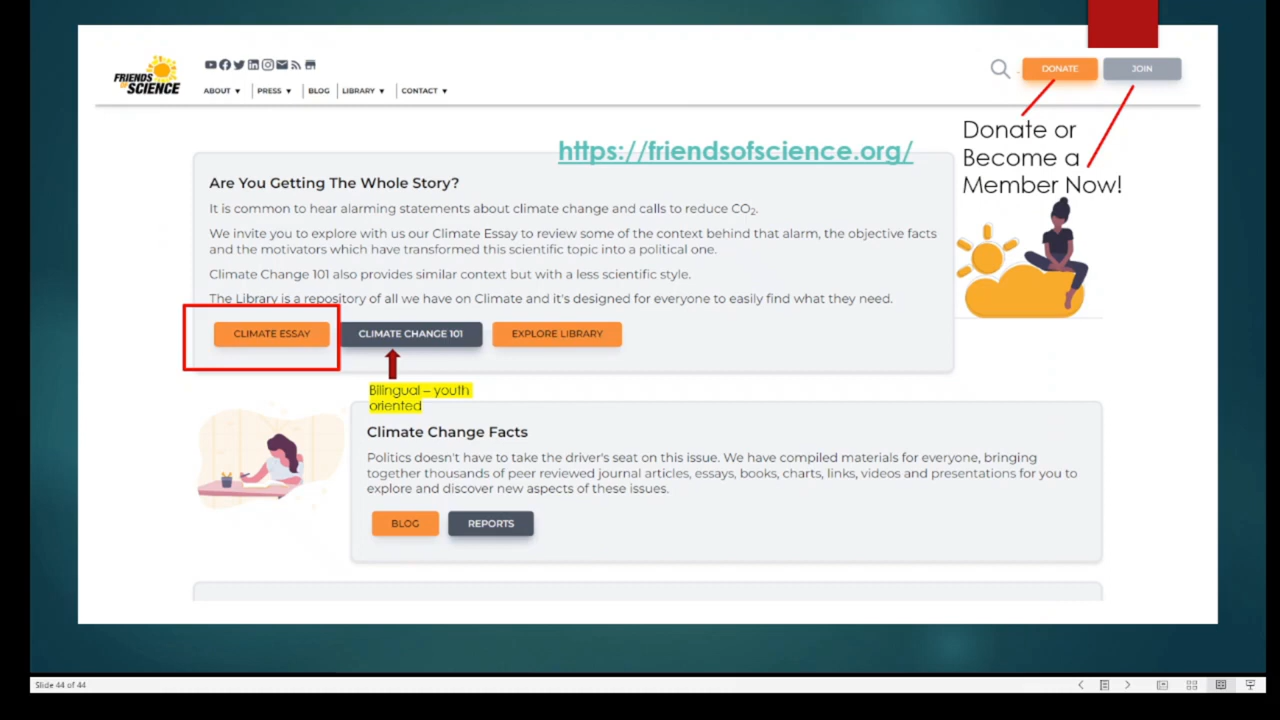 FRIENDS
OF SCIENCE
ABOUT ▼ PRESS ▼ BLOG LIBRARY ▼ CONTACT ▼
DONATE JOIN
Donate or
Become a
Member Now!
https://friendsofscience.org/
Are You Getting The Whole Story?
It is common to hear alarming statements about climate change and calls to reduce CO₂.
We invite you to explore with us our Climate Essay to review some of the context behind that alarm, the objective facts
and the motivators which have transformed this scientific topic into a political one.
Climate Change 101 also provides similar context but with a less scientific style.
The Library is a repository of all we have on Climate and it's designed for everyone to easily find what they need.
CLIMATE ESSAY CLIMATE CHANGE 101 EXPLORE LIBRARY
Bilingual – youth
oriented
Climate Change Facts
Politics doesn't have to take the driver's seat on this issue. We have compiled materials for everyone, bringing
together thousands of peer reviewed journal articles, essays, books, charts, links, videos and presentations for you to
explore and discover new aspects of these issues.
BLOG REPORTS
Slide 44 of 44